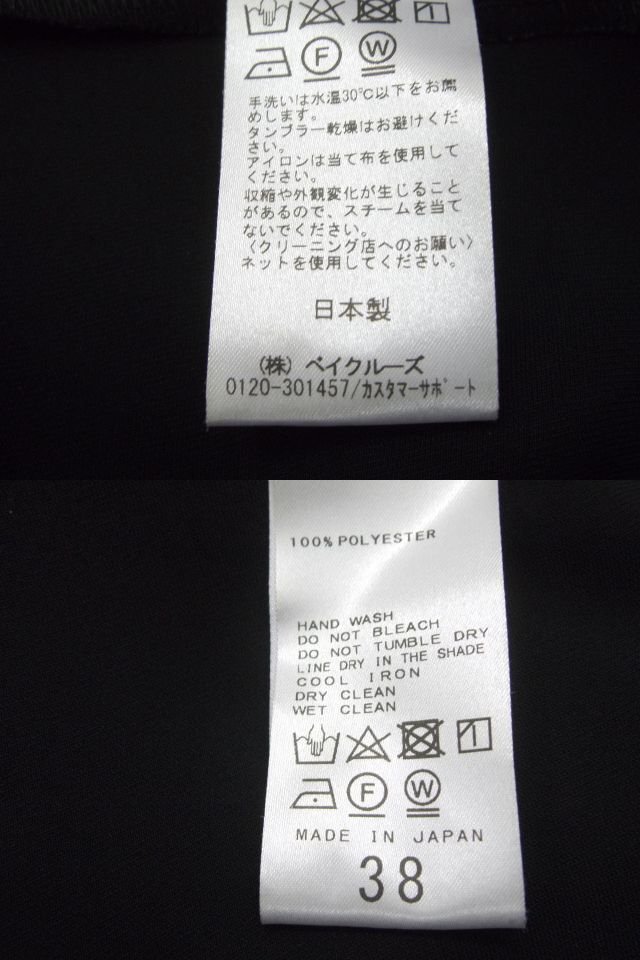 F W
手洗いは水温30℃以下をお薦
めします。
タンブラー乾燥はお避けくだ
さい。
アイロンは当て布を使用して
ください。
収縮や外観変化が生じること
があるので、スチームを当て
ないでください。
〈クリーニング店へのお願い〉
ネットを使用してください。
日本製
(株) ベイクルーズ
0120-301457/カスタマーサポート
100% POLYESTER
HAND WASH
DO NOT BLEACH
DO NOT TUMBLE DRY
LINE DRY IN THE SHADE
COOL IRON
DRY CLEAN
WET CLEAN
F W
MADE IN JAPAN
38